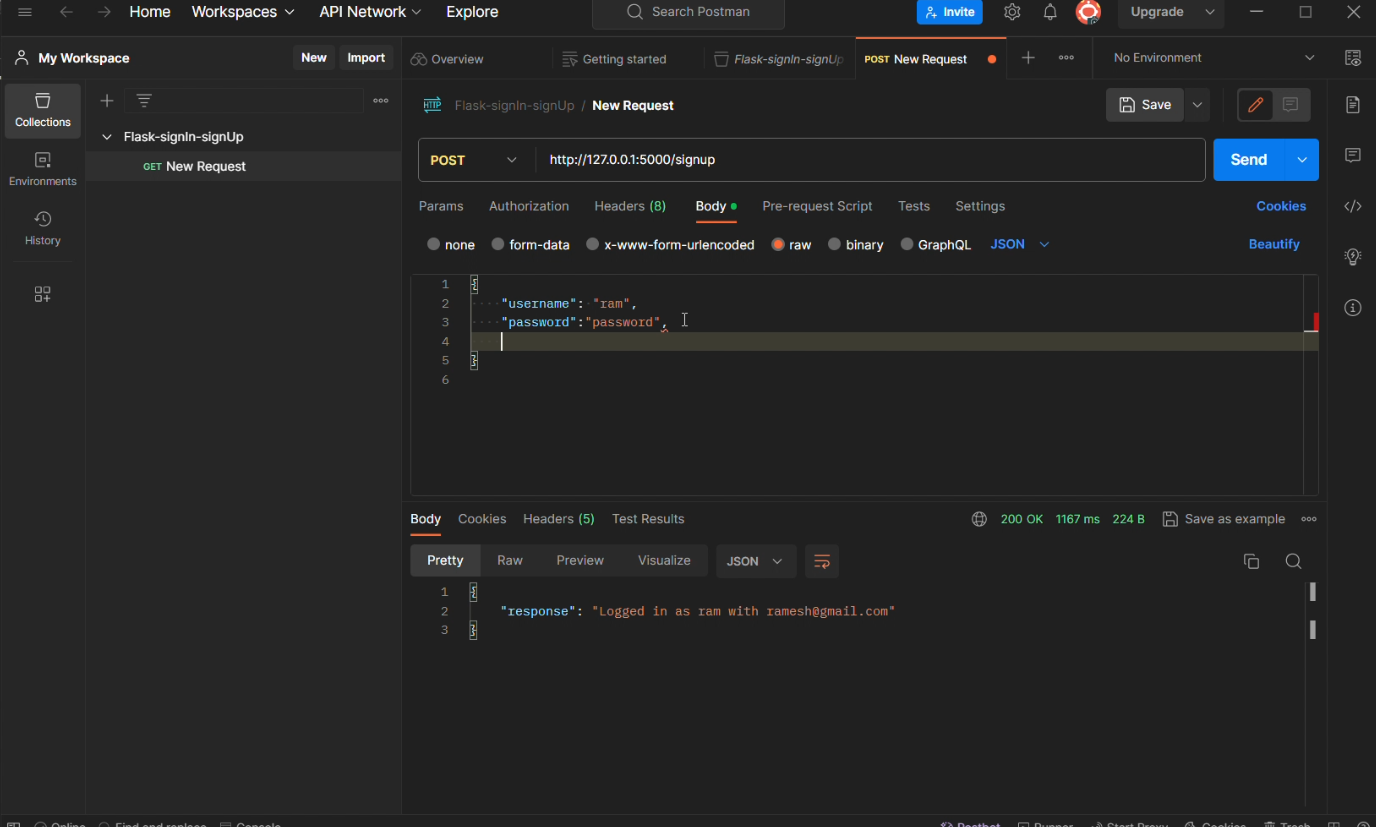 Home Workspaces API Network Explore Search Postman Invite Upgrade
My Workspace New Import Overview Getting started Flask-signIn-signUp POST New Request No Environment
Collections
Flask-signIn-signUp / New Request Save
Flask-signIn-signUp
GET New Request
POST http://127.0.0.1:5000/signup Send
Environments
Params Authorization Headers (8) Body Pre-request Script Tests Settings Cookies
History
none form-data x-www-form-urlencoded raw binary GraphQL JSON Beautify
1 {
2 "username": "ram",
3 "password":"password",
4
5 }
6
Body Cookies Headers (5) Test Results 200 OK 1167 ms 224 B Save as example
Pretty Raw Preview Visualize JSON
1 {
2 "response": "Logged in as ram with ramesh@gmail.com"
3 }
Online Find and replace Console Postbot Runner Start Proxy Cookies Trash